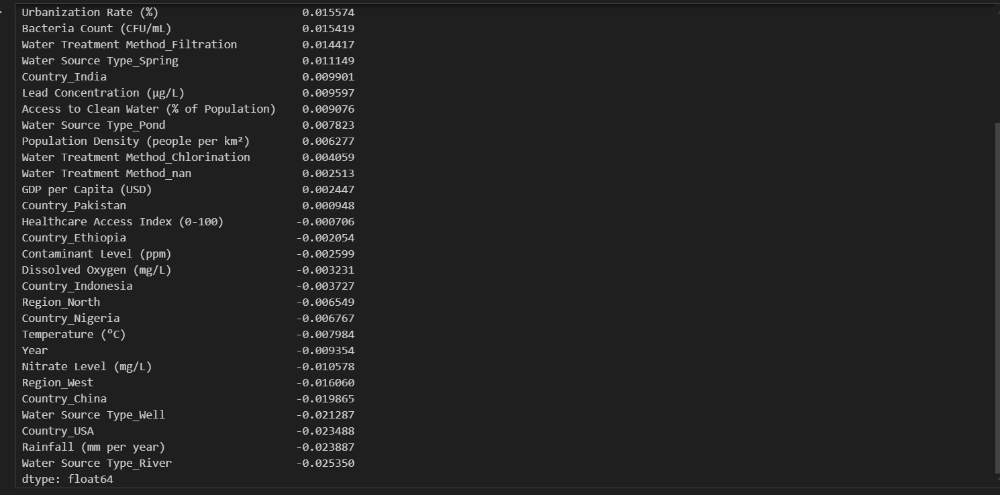 Urbanization Rate (%) 0.015574
Bacteria Count (CFU/mL) 0.015419
Water Treatment Method_Filtration 0.014417
Water Source Type_Spring 0.011149
Country_India 0.009901
Lead Concentration (µg/L) 0.009597
Access to Clean Water (% of Population) 0.009076
Water Source Type_Pond 0.007823
Population Density (people per km²) 0.006277
Water Treatment Method_Chlorination 0.004059
Water Treatment Method_nan 0.002513
GDP per Capita (USD) 0.002447
Country_Pakistan 0.000948
Healthcare Access Index (0-100) -0.000706
Country_Ethiopia -0.002054
Contaminant Level (ppm) -0.002599
Dissolved Oxygen (mg/L) -0.003231
Country_Indonesia -0.003727
Region_North -0.006549
Country_Nigeria -0.006767
Temperature (°C) -0.007984
Year -0.009354
Nitrate Level (mg/L) -0.010578
Region_West -0.016060
Country_China -0.019865
Water Source Type_Well -0.021287
Country_USA -0.023488
Rainfall (mm per year) -0.023887
Water Source Type_River -0.025350
dtype: float64